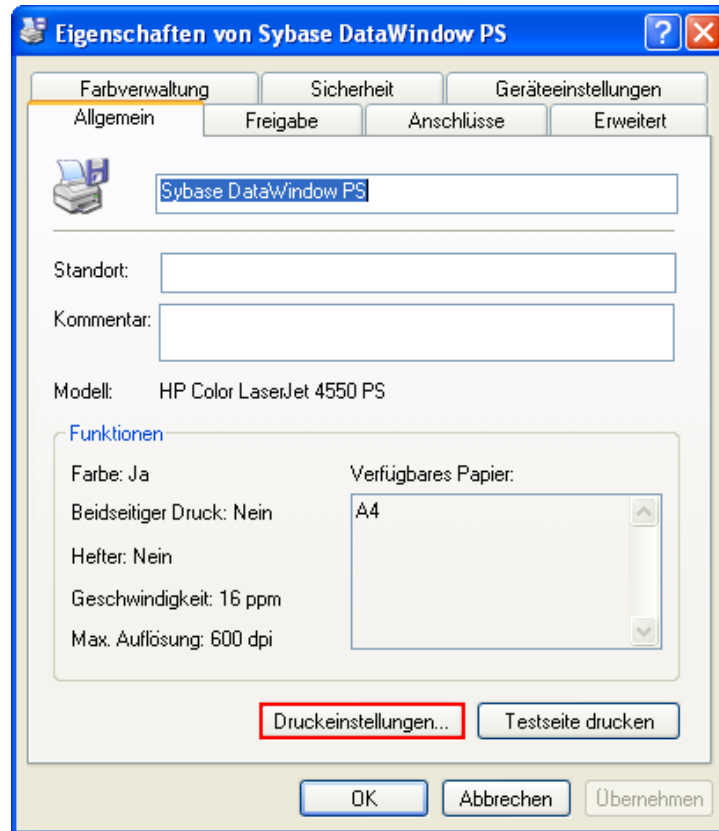 Eigenschaften von Sybase DataWindow PS
Farbverwaltung Sicherheit Geräteeinstellungen
Allgemein Freigabe Anschlüsse Erweitert
Sybase DataWindow PS
Standort:
Kommentar:
Modell: HP Color LaserJet 4550 PS
Funktionen
Farbe: Ja Verfügbares Papier:
Beidseitiger Druck: Nein A4
Hefter: Nein
Geschwindigkeit: 16 ppm
Max. Auflösung: 600 dpi
Druckeinstellungen... Testseite drucken
OK Abbrechen Übernehmen